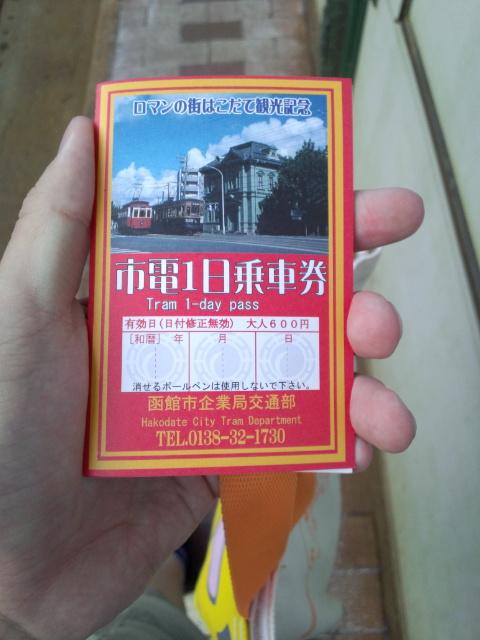 ロマンの街はこだて観光記念
市電1日乗車券
Tram 1-day pass
有効日(日付修正無効) 大人600円
[和暦] 年 月 日
消せるボールペンは使用しないで下さい。
函館市企業局交通部
Hakodate City Tram Department
TEL.0138-32-1730